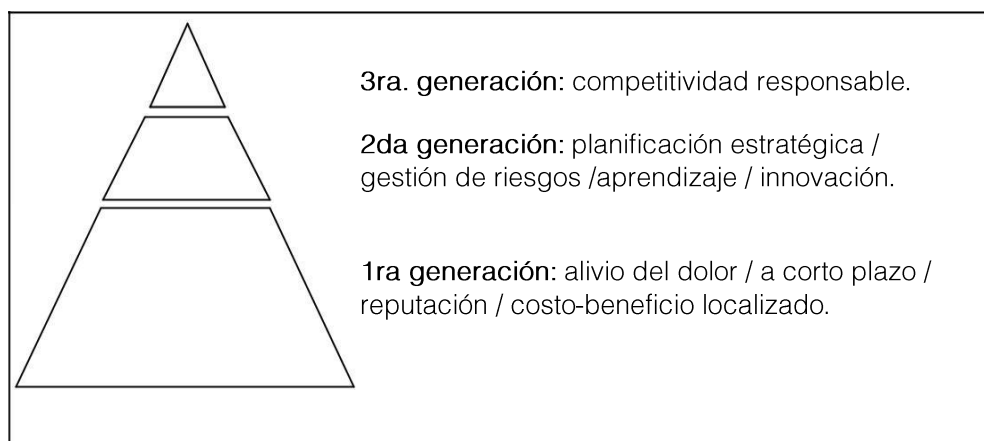 3ra. generación: competitividad responsable.
2da generación: planificación estratégica /
gestión de riesgos /aprendizaje / innovación.
1ra generación: alivio del dolor / a corto plazo /
reputación / costo-beneficio localizado.